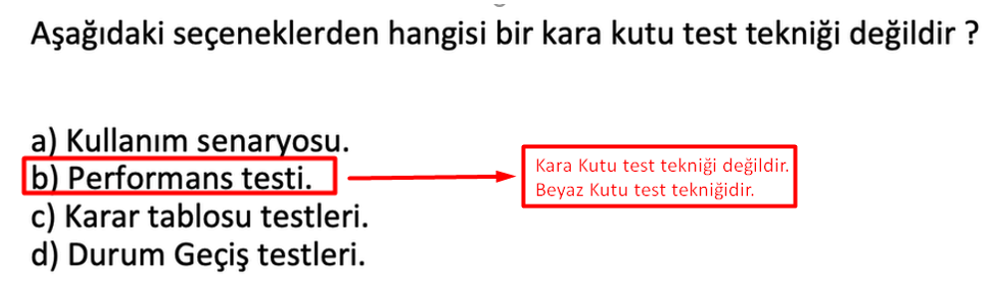 Aşağıdaki seçeneklerden hangisi bir kara kutu test tekniği değildir ?
a) Kullanım senaryosu.
b) Performans testi.
Kara Kutu test tekniği değildir.
Beyaz Kutu test tekniğidir.
c) Karar tablosu testleri.
d) Durum Geçiş testleri.